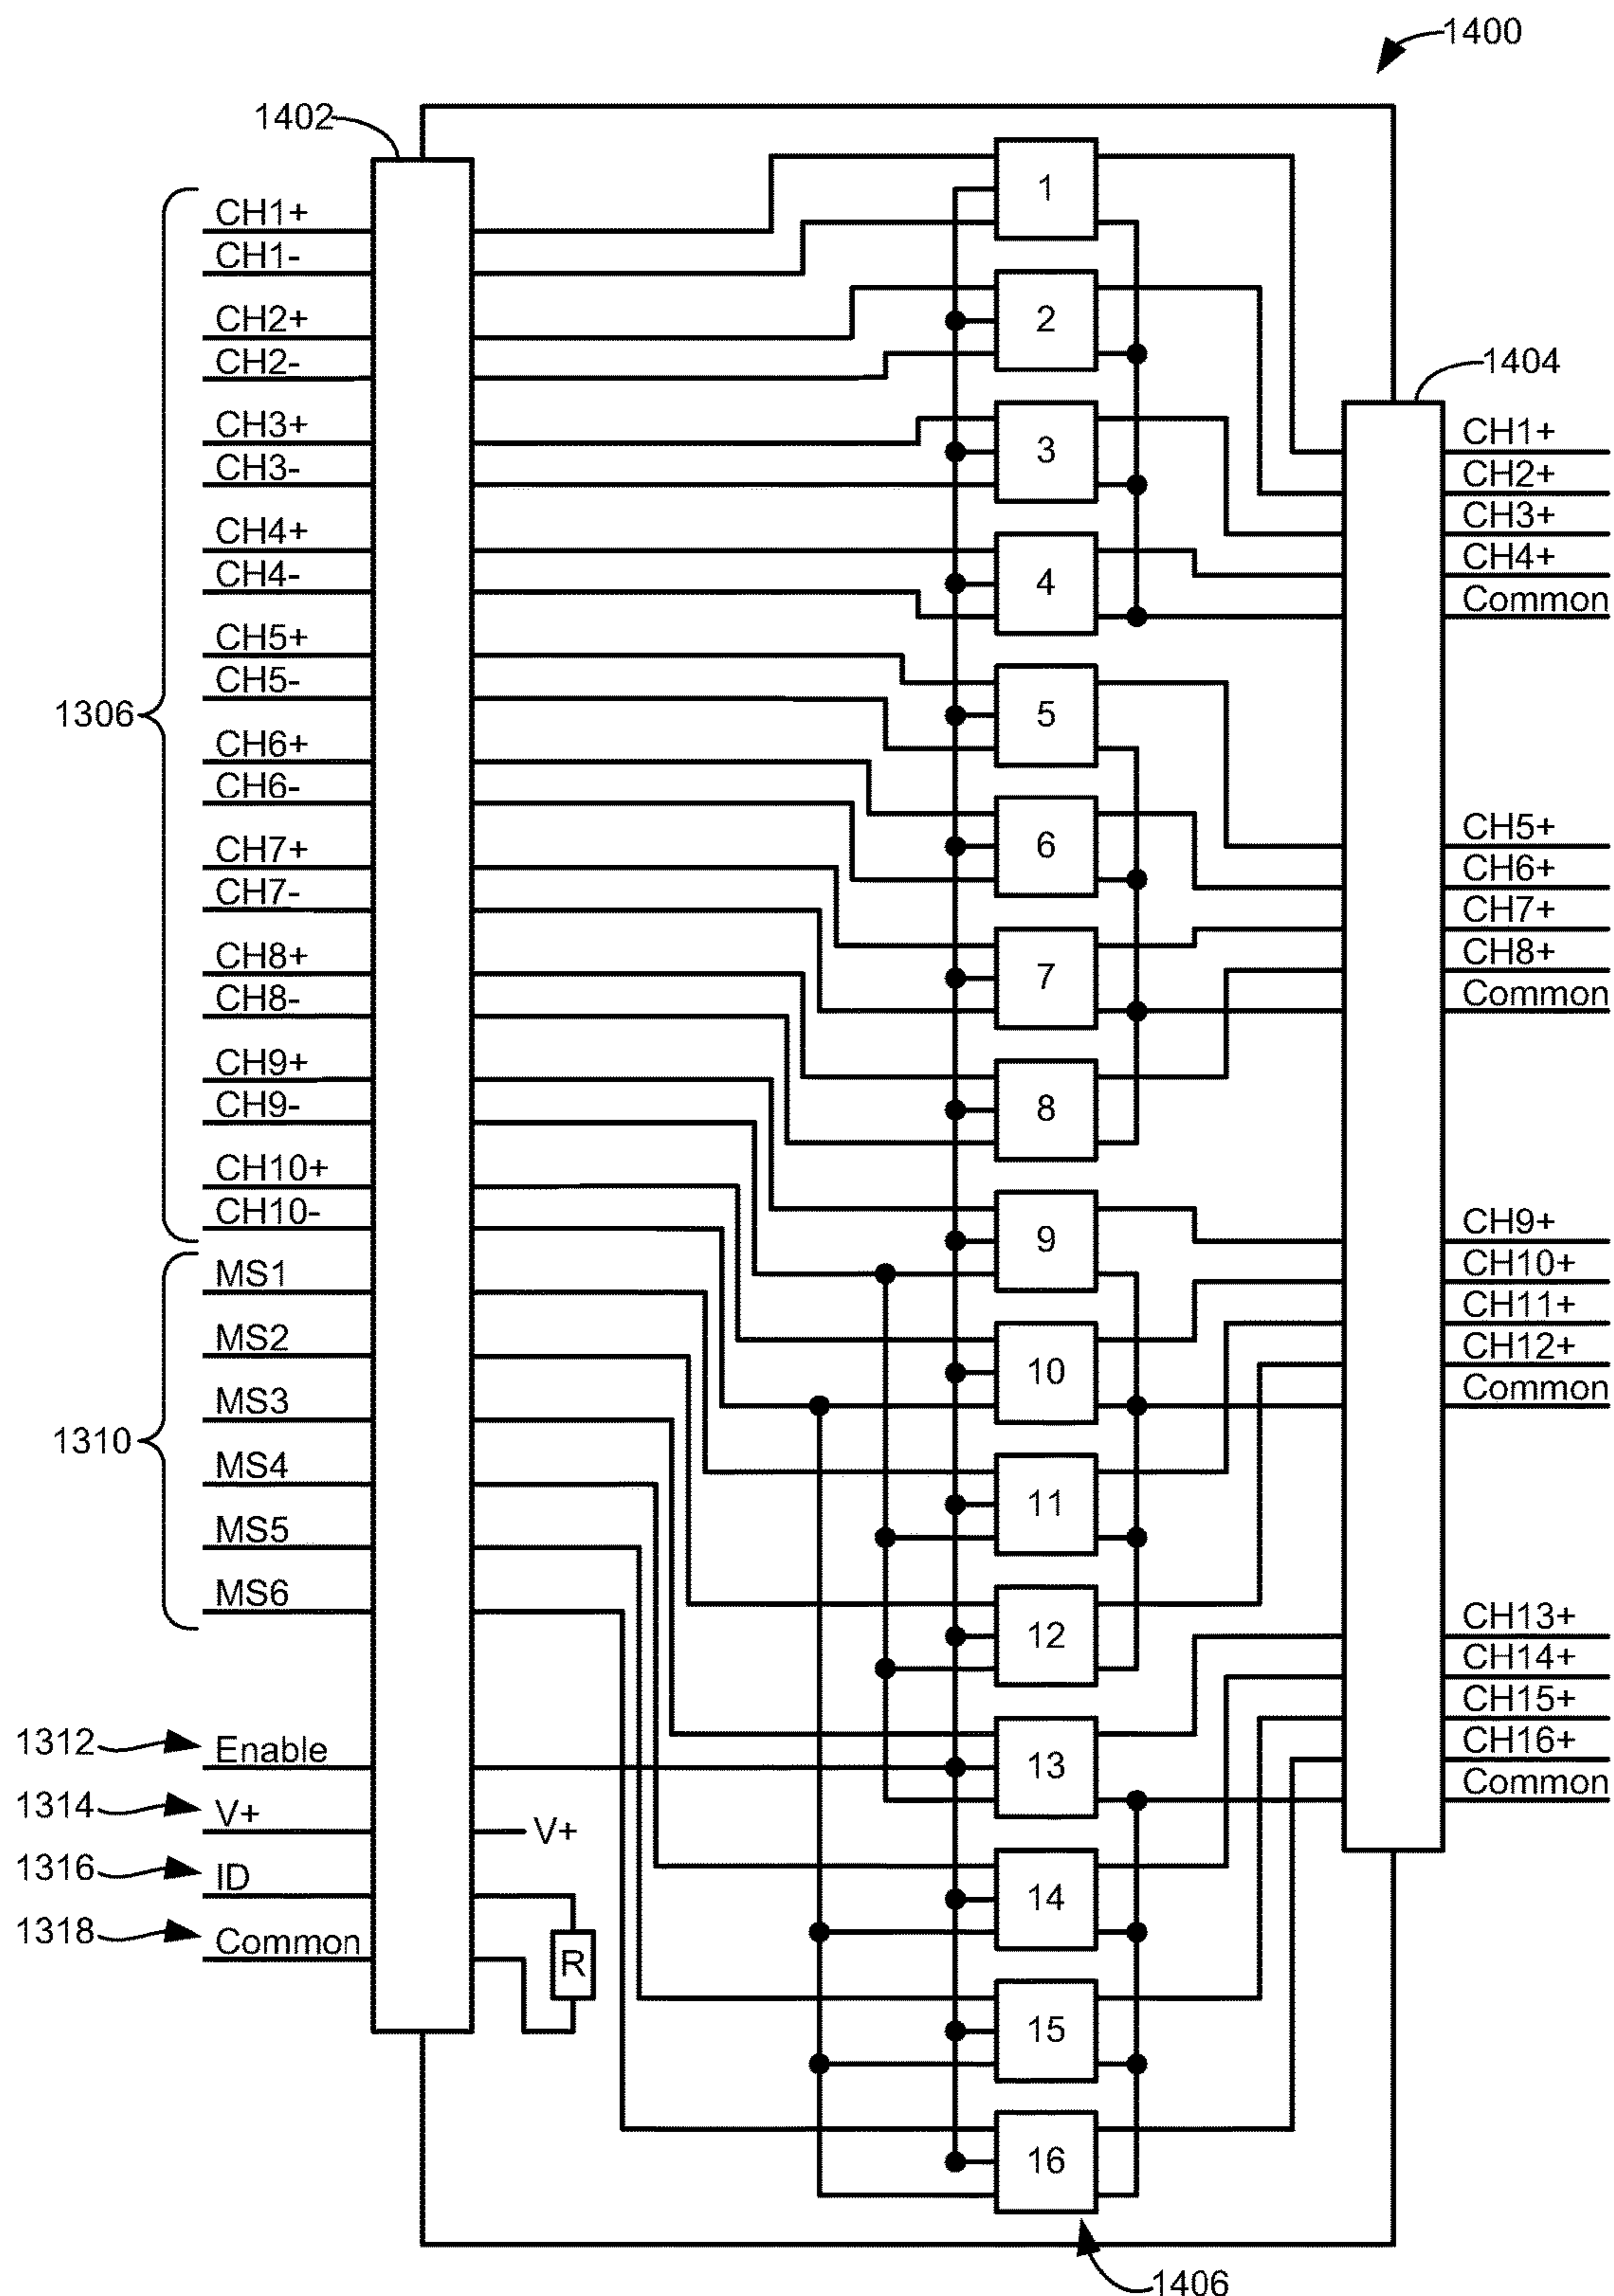 1400
1402
1404
1306
CH1+
CH1-
CH2+
CH2-
CH3+
CH3-
CH4+
CH4-
CH5+
CH5-
CH6+
CH6-
CH7+
CH7-
CH8+
CH8-
CH9+
CH9-
CH10+
CH10-
1310
MS1
MS2
MS3
MS4
MS5
MS6
1312
Enable
1314
V+
V+
1316
ID
1318
Common
R
1
2
3
4
5
6
7
8
9
10
11
12
13
14
15
16
1406
CH1+
CH2+
CH3+
CH4+
Common
CH5+
CH6+
CH7+
CH8+
Common
CH9+
CH10+
CH11+
CH12+
Common
CH13+
CH14+
CH15+
CH16+
Common